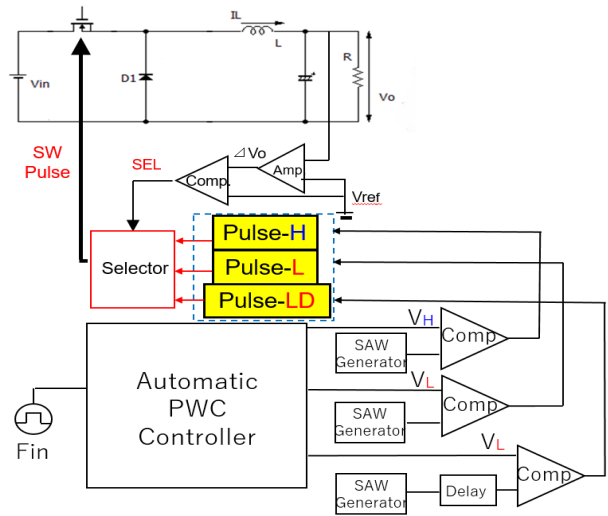 IL
L
Vin
D1
R
Vo
SW
Pulse
SEL
⊿Vo
Amp.
Comp.
Vref
Selector
Pulse-H
Pulse-L
Pulse-LD
Automatic
PWC
Controller
Fin
VH
SAW
Generator
Comp
VL
SAW
Generator
Comp
VL
SAW
Generator
Delay
Comp